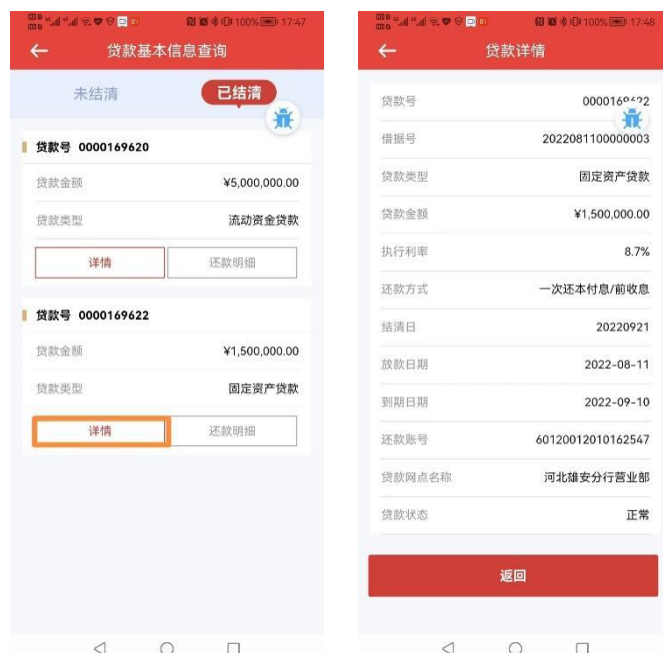 100% 17:47
贷款基本信息查询
未结清
已结清
贷款号 0000169620
贷款金额 ¥5,000,000.00
贷款类型 流动资金贷款
详情 还款明细
贷款号 0000169622
贷款金额 ¥1,500,000.00
贷款类型 固定资产贷款
详情 还款明细
100% 17:48
贷款详情
贷款号 0000169622
借据号 2022081100000003
贷款类型 固定资产贷款
贷款金额 ¥1,500,000.00
执行利率 8.7%
还款方式 一次还本付息/前收息
结清日 20220921
放款日期 2022-08-11
到期日期 2022-09-10
还款账号 60120012010162547
贷款网点名称 河北雄安分行营业部
贷款状态 正常
返回